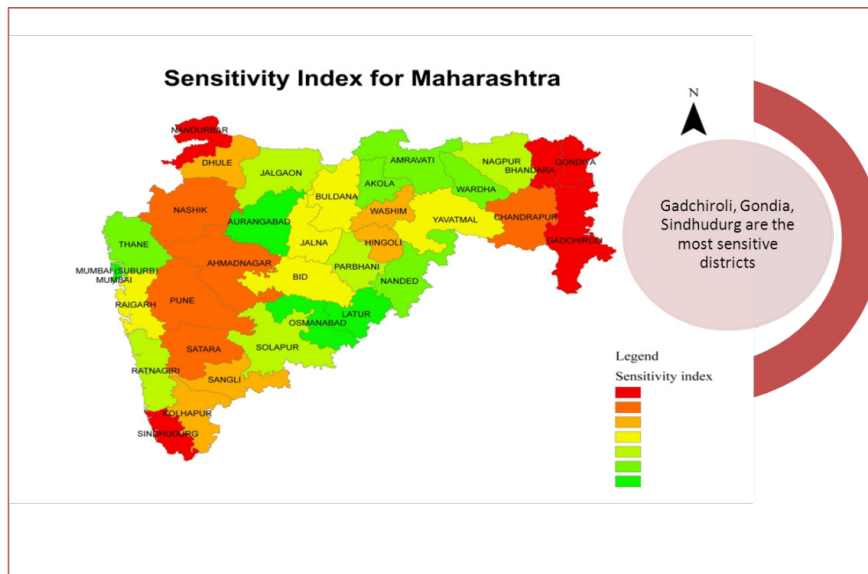 Sensitivity Index for Maharashtra
N
NANDURBAR
DHULE
JALGAON
AMRAVATI
NAGPUR
GONDIYA
BHANDARA
AKOLA
WARDHA
BULDANA
NASHIK
WASHIM
AURANGABAD
YAVATMAL
CHANDRAPUR
THANE
JALNA
HINGOLI
GADCHIROLI
AHMADNAGAR
PARBHANI
MUMBAI (SUBURB)
MUMBAI
BID
NANDED
RAIGARH
PUNE
LATUR
OSMANABAD
SATARA
SOLAPUR
RATNAGIRI
SANGLI
KOLHAPUR
SINDHUDURG
Gadchiroli, Gondia,
Sindhudurg are the
most sensitive
districts
Legend
Sensitivity index